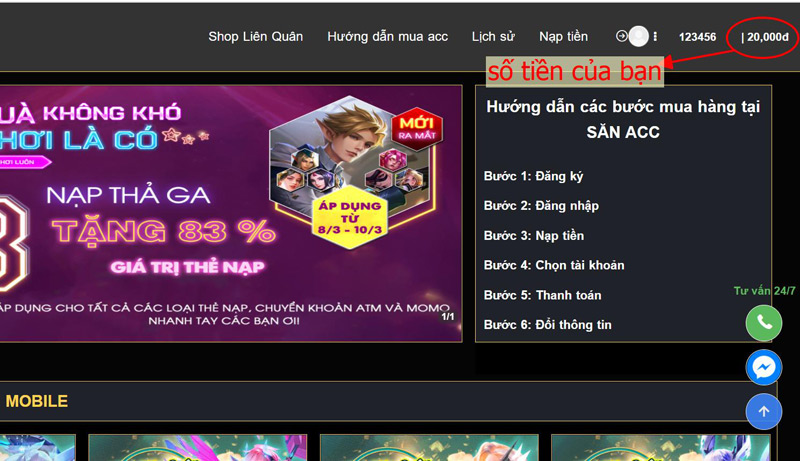 Shop Liên Quân Hướng dẫn mua acc Lịch sử Nạp tiền 123456 | 20,000đ
số tiền của bạn
UÀ KHÔNG KHÓ
HƠI LÀ CÓ
HƠI LUÔN
MỚI
RA MẮT
NẠP THẢ GA
TẶNG 83 %
GIÁ TRỊ THẺ NẠP
ÁP DỤNG
TỪ
8/3 - 10/3
ÁP DỤNG CHO TẤT CẢ CÁC LOẠI THẺ NẠP, CHUYỂN KHOẢN ATM VÀ MOMO
NHANH TAY CÁC BẠN ƠI!
1/1
Hướng dẫn các bước mua hàng tại
SĂN ACC
Bước 1: Đăng ký
Bước 2: Đăng nhập
Bước 3: Nạp tiền
Bước 4: Chọn tài khoản
Bước 5: Thanh toán
Bước 6: Đổi thông tin
Tư vấn 24/7
MOBILE